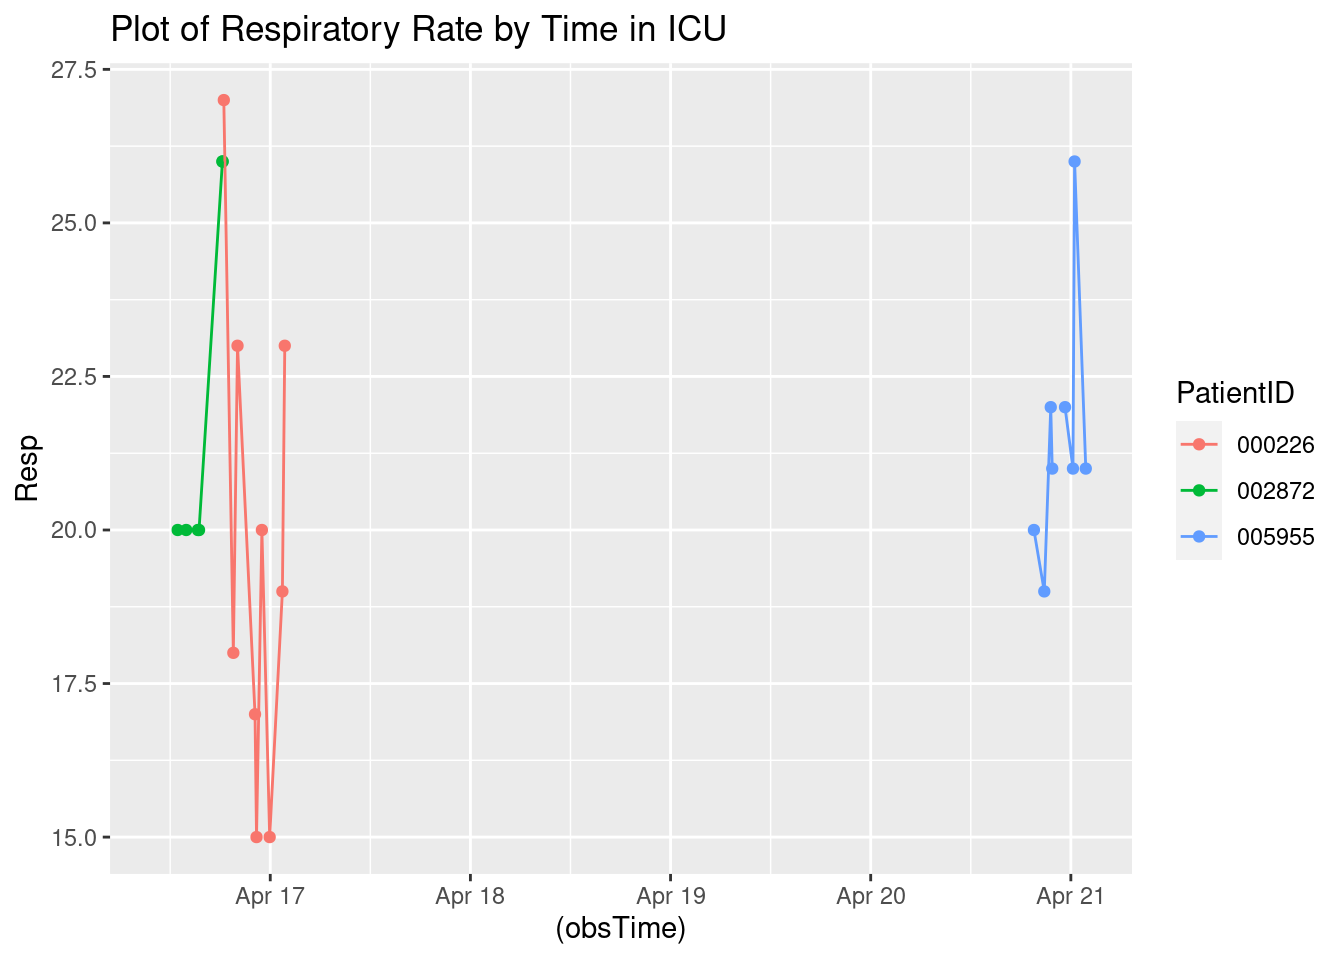 Plot of Respiratory Rate by Time in ICU
27.5
25.0
22.5
20.0
17.5
15.0
Resp
Apr 17
Apr 18
Apr 19
Apr 20
Apr 21
(obsTime)
PatientID
000226
002872
005955